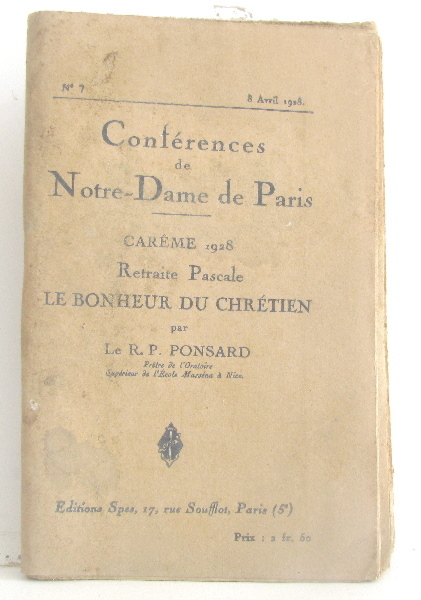 N° 7
8 Avril 1928.
Conférences
de
Notre-Dame de Paris
CARÊME 1928
Retraite Pascale
LE BONHEUR DU CHRÉTIEN
par
Le R. P. PONSARD
Prêtre de l'Oratoire
Supérieur de l'École Masséna à Nice.
Editions Spes, 17, rue Soufflot, Paris (5e)
Prix : 2 fr. 50